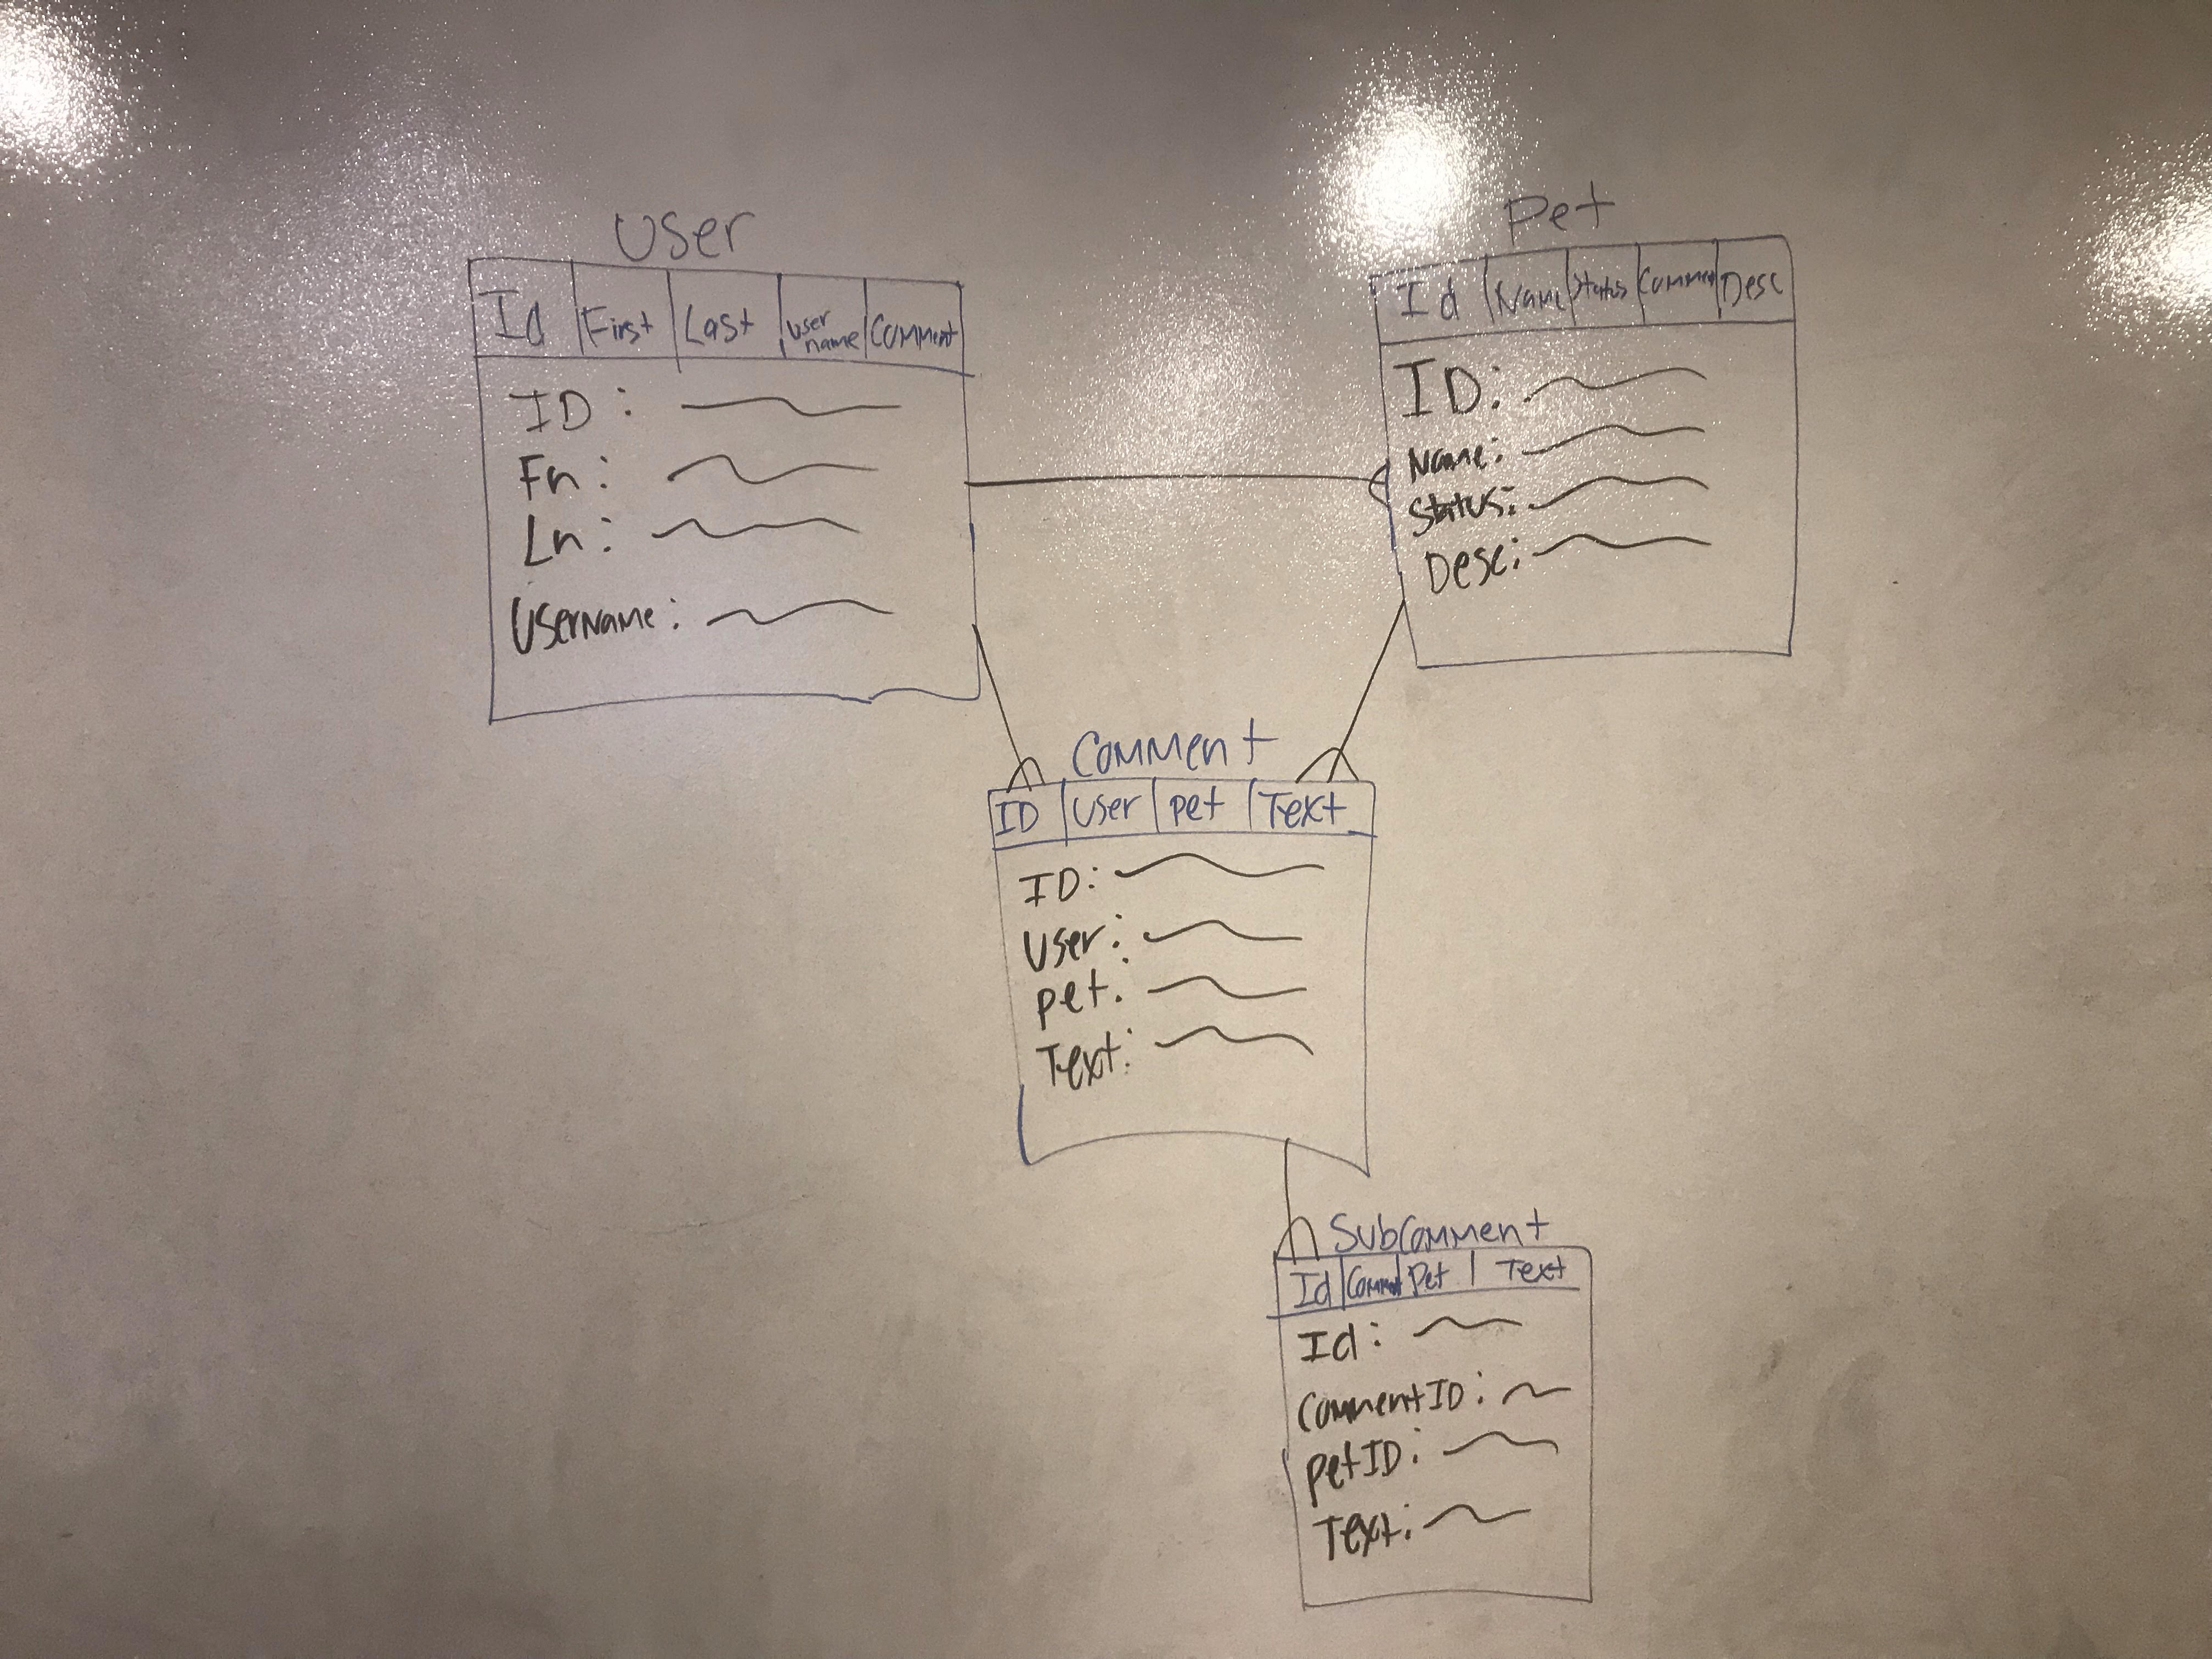 User
Id First Last user name Comment
ID:
Fn:
Ln:
Username:
Pet
Id Name Status Comment Desc
ID:
Name:
Status:
Desc:
Comment
ID User pet Text
ID:
User:
pet.
Text:
SubComment
Id Comment Pet Text
Id:
CommentID:
PetID:
Text: